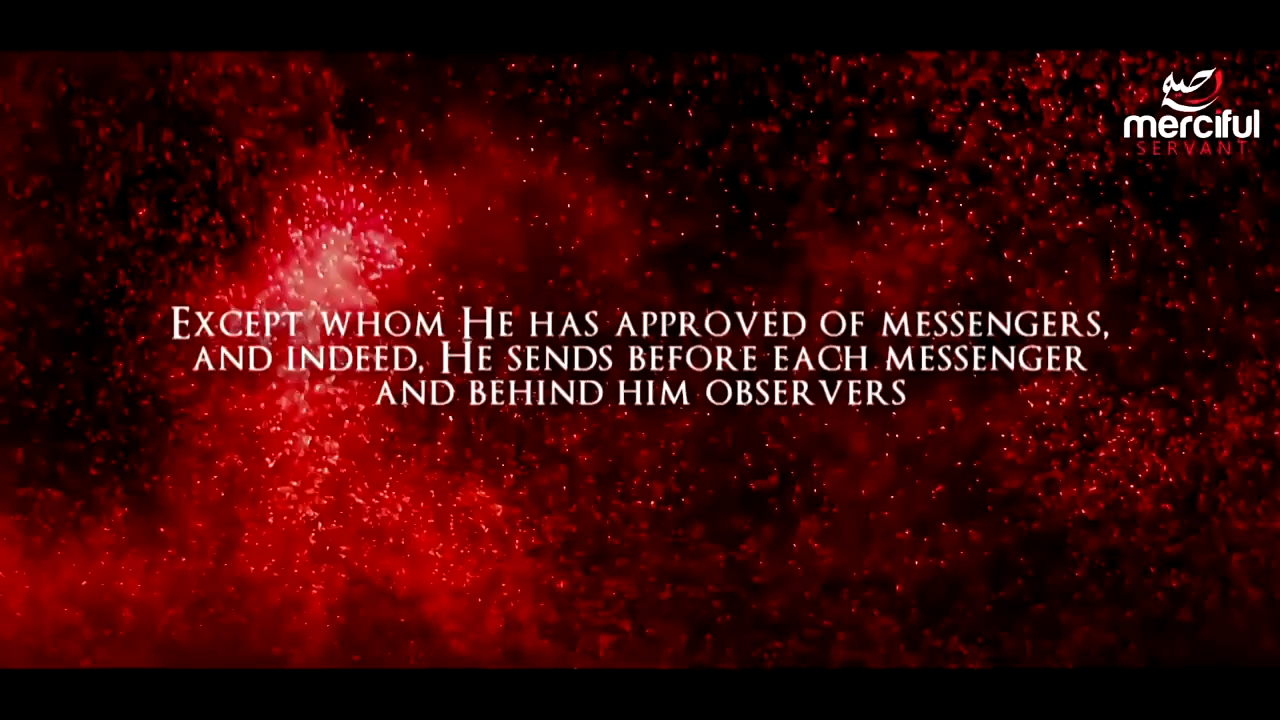 merciful
SERVANT
Except whom He has approved of messengers,
and indeed, He sends before each messenger
and behind him observers